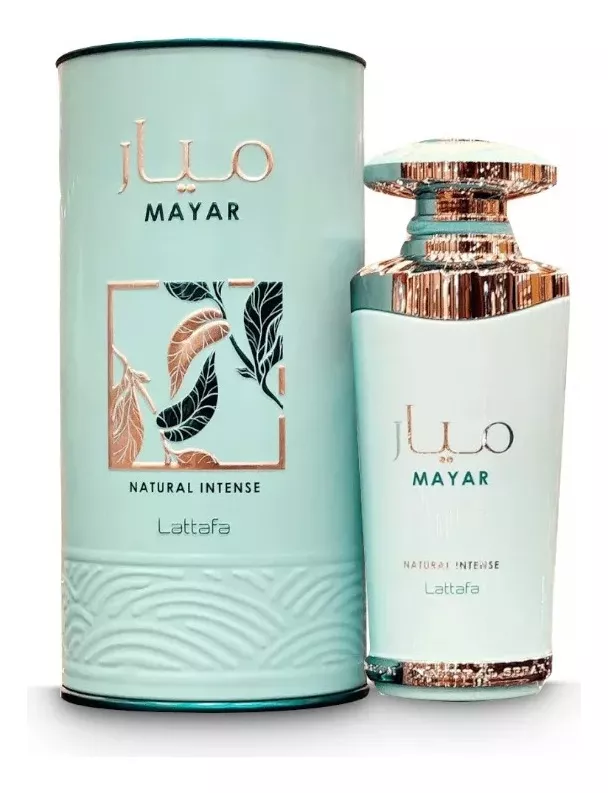 ميار
MAYAR
NATURAL INTENSE
Lattafa
ميار
MAYAR
NATURAL INTENSE
Lattafa